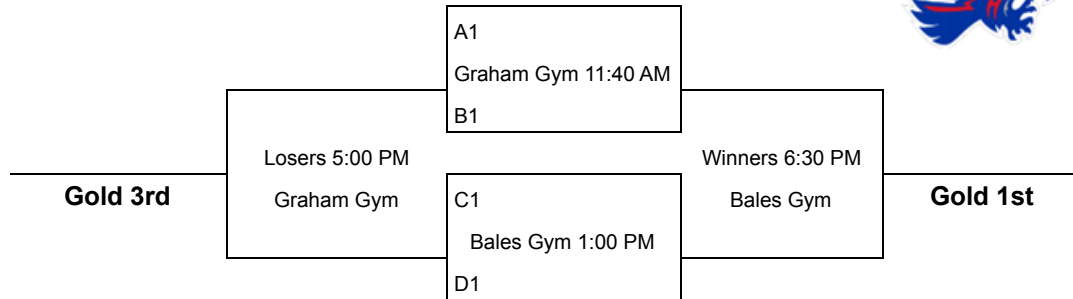 A1
Graham Gym 11:40 AM
B1
Losers 5:00 PM
Graham Gym
Winners 6:30 PM
Bales Gym
Gold 3rd
Gold 1st
C1
Bales Gym 1:00 PM
D1